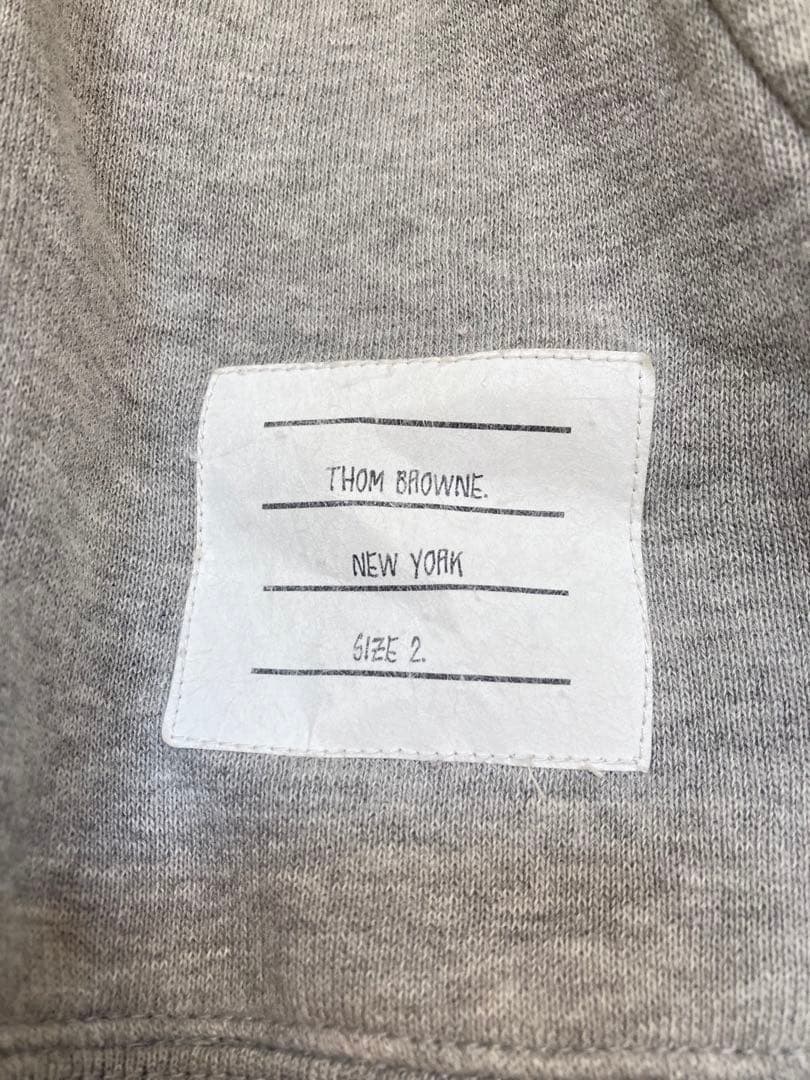 THOM BROWNE.
NEW YORK
SIZE 2.